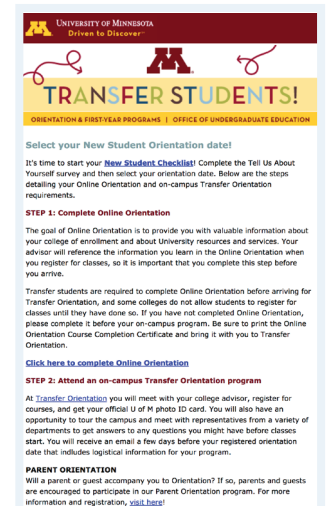 UNIVERSITY OF MINNESOTA
Driven to Discover℠
TRANSFER STUDENTS!
ORIENTATION & FIRST-YEAR PROGRAMS | OFFICE OF UNDERGRADUATE EDUCATION
Select your New Student Orientation date!
It's time to start your New Student Checklist! Complete the Tell Us About
Yourself survey and then select your orientation date. Below are the steps
detailing your Online Orientation and on-campus Transfer Orientation
requirements.
STEP 1: Complete Online Orientation
The goal of Online Orientation is to provide you with valuable information about
your college of enrollment and about University resources and services. Your
advisor will reference the information you learn in the Online Orientation when
you register for classes, so it is important that you complete this step before
you arrive.
Transfer students are required to complete Online Orientation before arriving for
Transfer Orientation, and some colleges do not allow students to register for
classes until they have done so. If you have not completed Online Orientation,
please complete it before your on-campus program. Be sure to print the Online
Orientation Course Completion Certificate and bring it with you to Transfer
Orientation.
Click here to complete Online Orientation
STEP 2: Attend an on-campus Transfer Orientation program
At Transfer Orientation you will meet with your college advisor, register for
courses, and get your official U of M photo ID card. You will also have an
opportunity to tour the campus and meet with representatives from a variety of
departments to get answers to any questions you might have before classes
start. You will receive an email a few days before your registered orientation
date that includes logistical information for your program.
PARENT ORIENTATION
Will a parent or guest accompany you to Orientation? If so, parents and guests
are encouraged to participate in our Parent Orientation program. For more
information and registration, visit here!